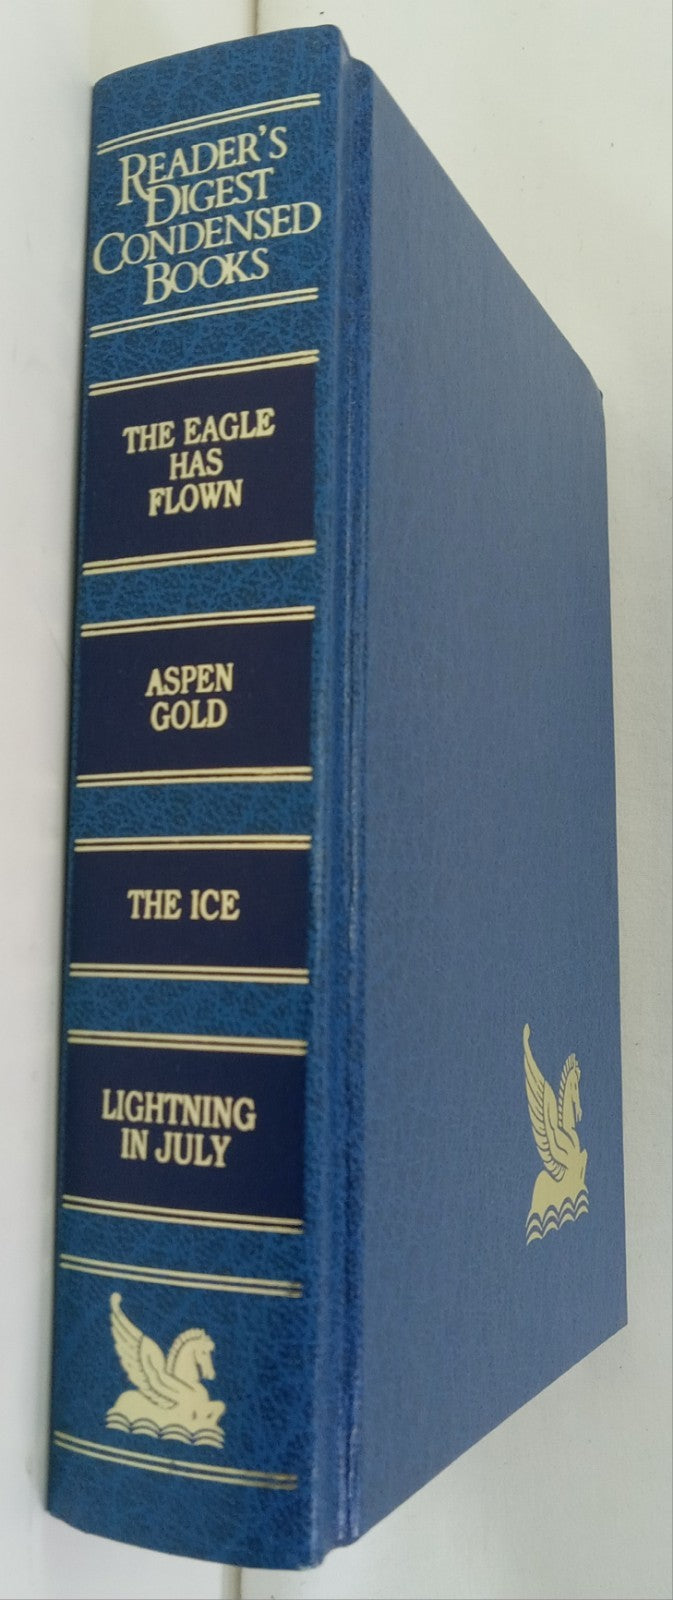 READER'S
DIGEST
CONDENSED
BOOKS
THE EAGLE
HAS
FLOWN
ASPEN
GOLD
THE ICE
LIGHTNING
IN JULY